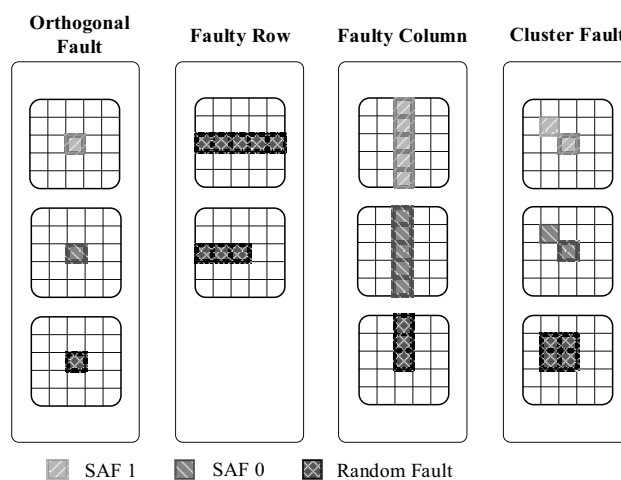 Orthogonal
Fault
Faulty Row
Faulty Column
Cluster Fault
SAF 1
SAF 0
Random Fault